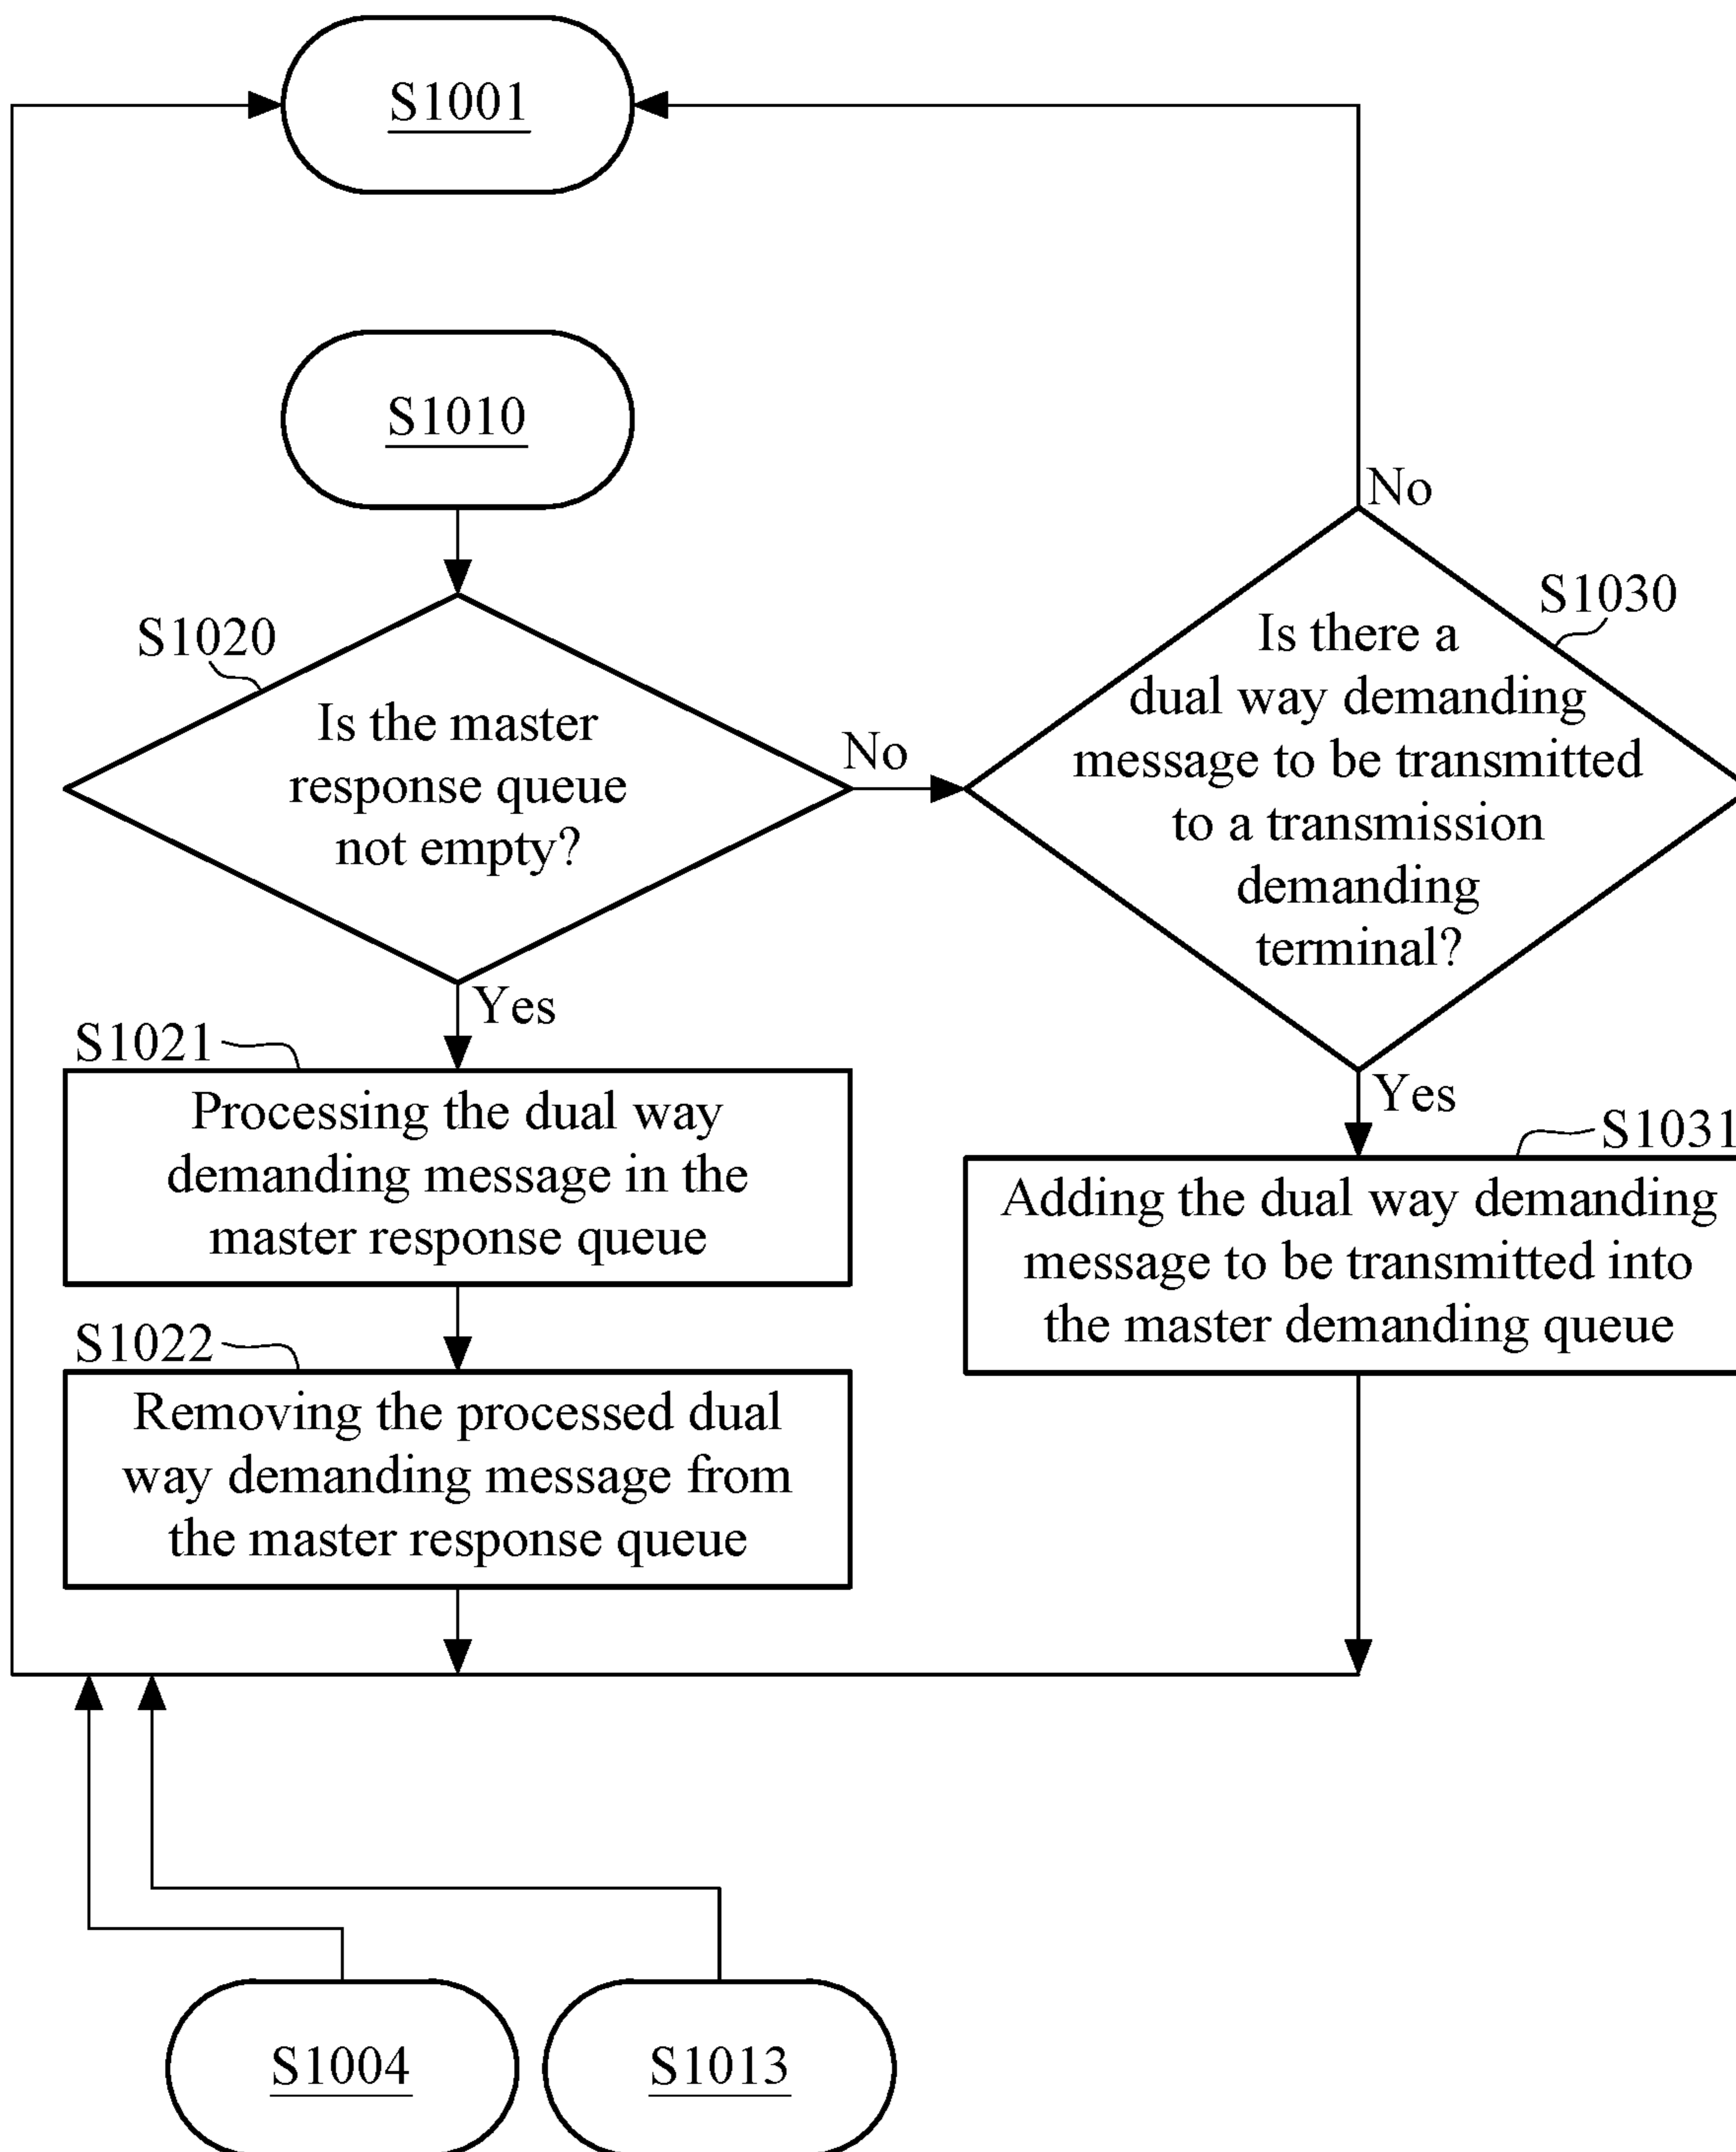 S1001
S1010
S1020
Is the master
response queue
not empty?
No
Yes
S1030
Is there a
dual way demanding
message to be transmitted
to a transmission
demanding
terminal?
No
Yes
S1021
Processing the dual way
demanding message in the
master response queue
S1022
Removing the processed dual
way demanding message from
the master response queue
S1031
Adding the dual way demanding
message to be transmitted into
the master demanding queue
S1004
S1013